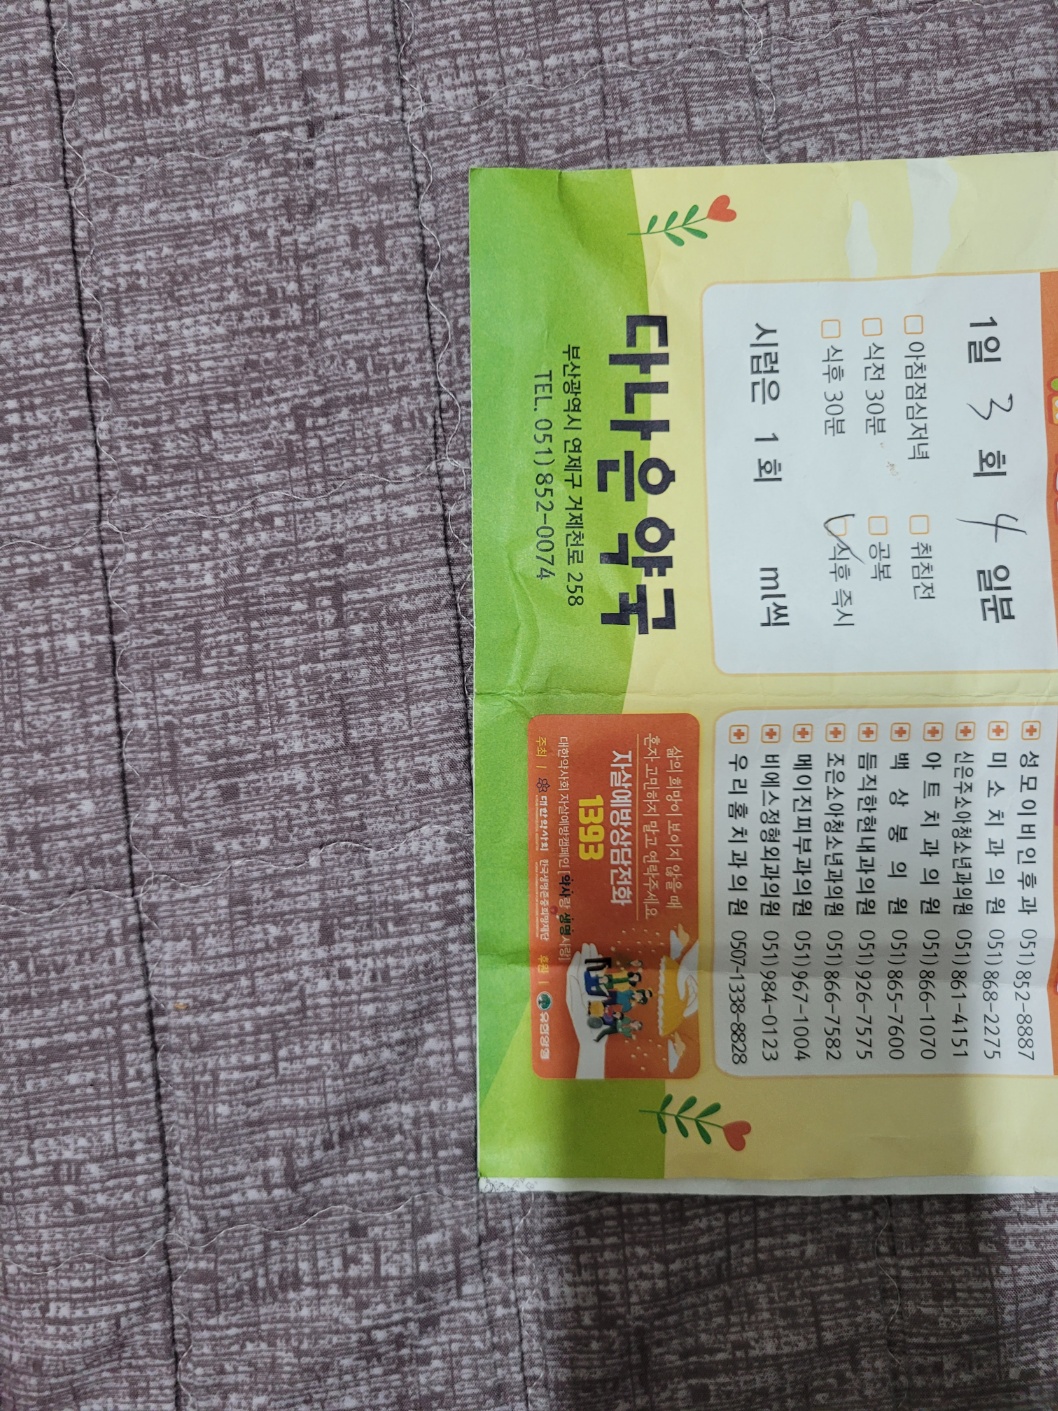 1일 3 회 4 일분
□ 아침점심저녁 □ 취침전
□ 식전 30분 □ 공복
□ 식후 30분 ☑ 식후 즉시
시럽은 1 회 ml씩
다나은약국
부산광역시 연제구 거제천로 258
TEL. 051) 852-0074
성모이비인후과 051) 852-8887
미소치과의원 051) 868-2275
신은주소아청소년과의원 051) 861-4151
아트치과의원 051) 866-1070
백상봉의원 051) 865-7600
듬직한현내과의원 051) 926-7575
조은소아청소년과의원 051) 866-7582
메이진피부과의원 051) 967-1004
비에스정형외과의원 051) 984-0123
우리홈치과의원 0507-1338-8828
삶의 희망이 보이지 않을 때
혼자 고민하지 말고 연락주세요
자살예방상담전화
1393
대한약사회 자살예방캠페인 [약사랑 생명사랑]
주최 | 대한약사회 한국생명존중희망재단 후원 | 유한양행